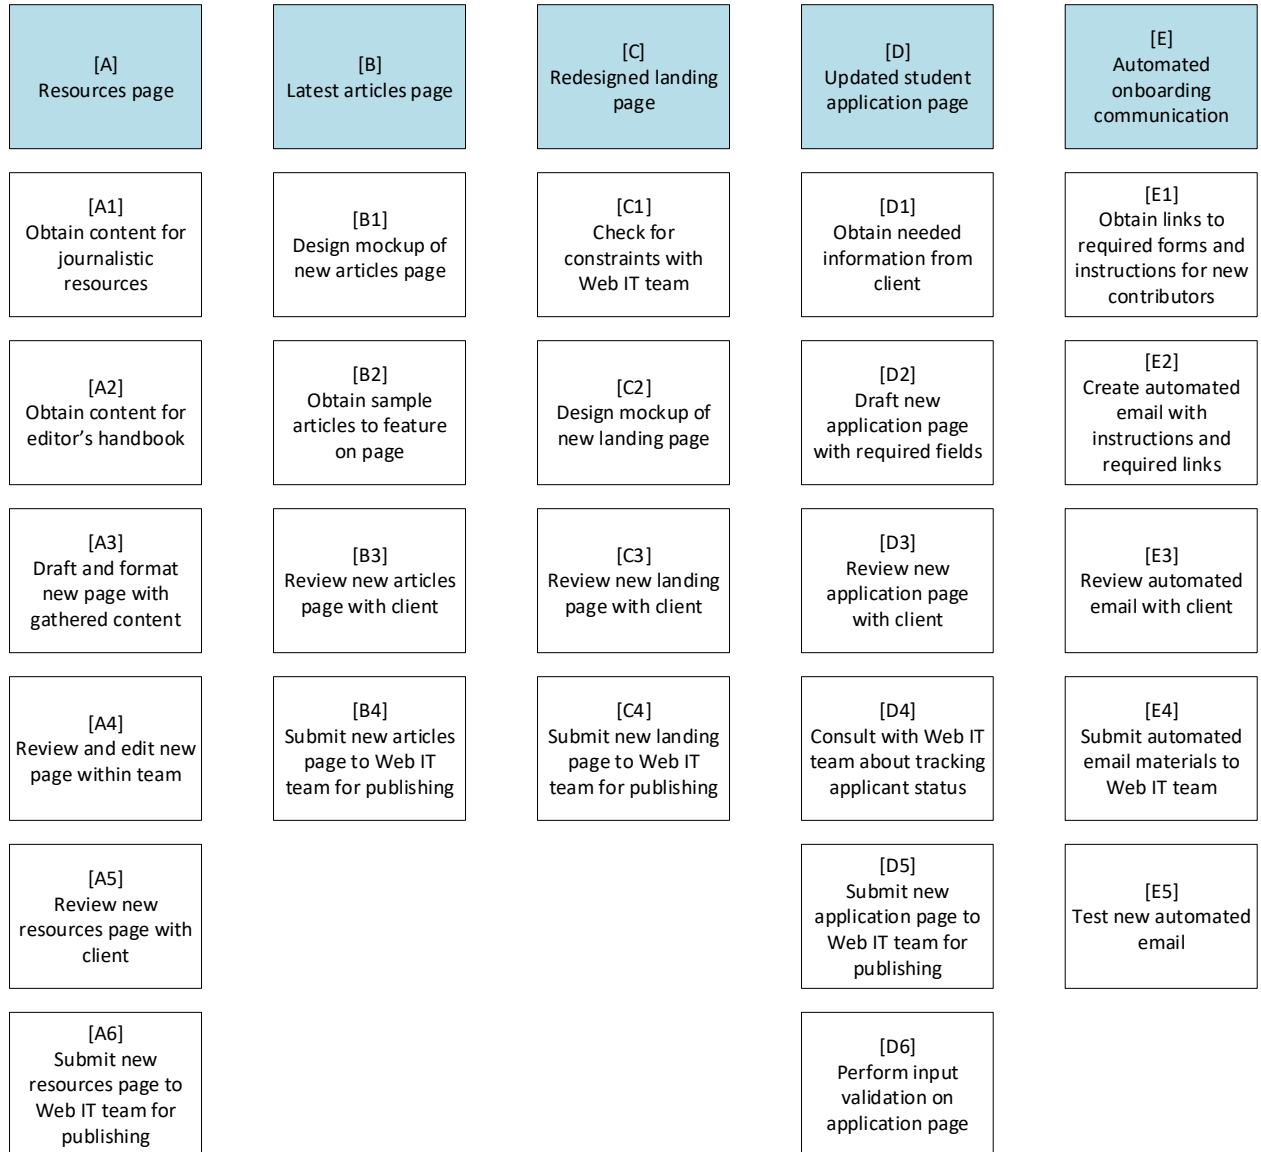 [A]
Resources page
[B]
Latest articles page
[C]
Redesigned landing
page
[D]
Updated student
application page
[E]
Automated
onboarding
communication
[A1]
Obtain content for
journalistic
resources
[B1]
Design mockup of
new articles page
[C1]
Check for
constraints with
Web IT team
[D1]
Obtain needed
information from
client
[E1]
Obtain links to
required forms and
instructions for new
contributors
[A2]
Obtain content for
editor’s handbook
[B2]
Obtain sample
articles to feature
on page
[C2]
Design mockup of
new landing page
[D2]
Draft new
application page
with required fields
[E2]
Create automated
email with
instructions and
required links
[A3]
Draft and format
new page with
gathered content
[B3]
Review new articles
page with client
[C3]
Review new landing
page with client
[D3]
Review new
application page
with client
[E3]
Review automated
email with client
[A4]
Review and edit new
page within team
[B4]
Submit new articles
page to Web IT
team for publishing
[C4]
Submit new landing
page to Web IT
team for publishing
[D4]
Consult with Web IT
team about tracking
applicant status
[E4]
Submit automated
email materials to
Web IT team
[A5]
Review new
resources page with
client
[D5]
Submit new
application page to
Web IT team for
publishing
[E5]
Test new automated
email
[A6]
Submit new
resources page to
Web IT team for
publishing
[D6]
Perform input
validation on
application page